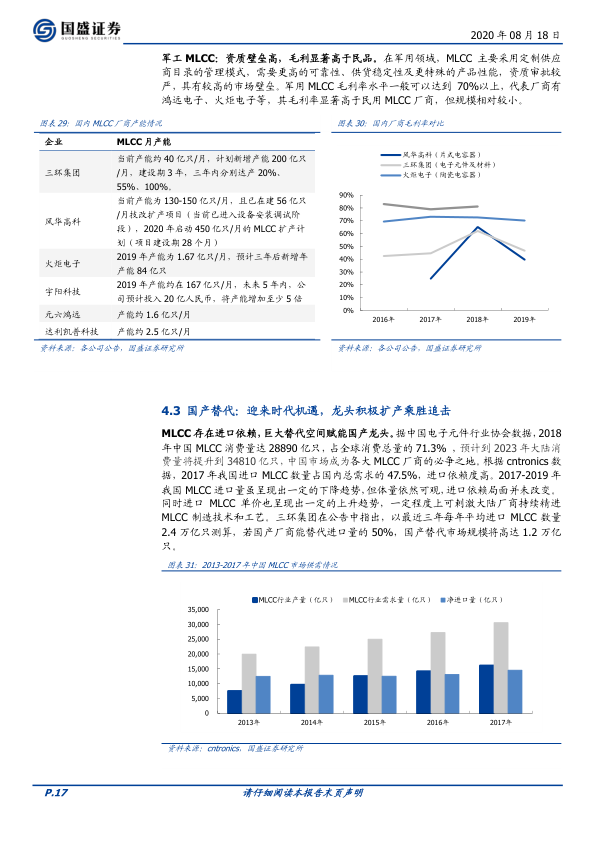 国盛证券
GUOSHENG SECURITIES
2020 年 08 月 18 日
军工 MLCC：资质壁垒高，毛利显著高于民品。在军用领域，MLCC 主要采用定制供应
商目录的管理模式，需要更高的可靠性、供货稳定性及更特殊的产品性能，资质审批较
严，具有较高的市场壁垒。军用 MLCC 毛利率水平一般可以达到 70%以上，代表厂商有
鸿远电子、火炬电子等，其毛利率显著高于民用 MLCC 厂商，但规模相对较小。
图表 29：国内 MLCC 厂商产能情况
企业 MLCC 月产能
三环集团
当前产能约 40 亿只/月，计划新增产能 200 亿只
/月，建设期 3 年，三年内分别达产 20%、
55%、100%。
风华高科
当前产能为 130-150 亿只/月，且已在建 56 亿只
/月技改扩产项目（当前已进入设备安装调试阶
段），2020 年启动 450 亿只/月的 MLCC 扩产计
划（项目建设期 28 个月）
火炬电子
2019 年产能为 1.67 亿只/月，预计三年后新增年
产能 84 亿只
宇阳科技
2019 年产能约在 167 亿只/月，未来 5 年内，公
司预计投入 20 亿人民币，将产能增加至少 5 倍
元六鸿远 产能约 1.6 亿只/月
达利凯普科技 产能约 2.5 亿只/月
资料来源：各公司公告，国盛证券研究所
图表 30：国内厂商毛利率对比
风华高科（片式电容器）
三环集团（电子元件及材料）
火炬电子（陶瓷电容器）
90%
80%
70%
60%
50%
40%
30%
20%
10%
0%
2016年 2017年 2018年 2019年
资料来源：各公司公告，国盛证券研究所
4.3 国产替代：迎来时代机遇，龙头积极扩产乘胜追击
MLCC 存在进口依赖，巨大替代空间赋能国产龙头。据中国电子元件行业协会数据，2018
年中国 MLCC 消费量达 28890 亿只，占全球消费总量的 71.3% ，预计到 2023 年大陆消
费量将提升到 34810 亿只，中国市场成为各大 MLCC 厂商的必争之地。根据 cntronics 数
据，2017 年我国进口 MLCC 数量占国内总需求的 47.5%，进口依赖度高。2017-2019 年
我国 MLCC 进口量虽呈现出一定的下降趋势，但体量依然可观，进口依赖局面并未改变。
同时进口 MLCC 单价也呈现出一定的上升趋势，一定程度上可刺激大陆厂商持续精进
MLCC 制造技术和工艺。三环集团在公告中指出，以最近三年每年平均进口 MLCC 数量
2.4 万亿只测算，若国产厂商能替代进口量的 50%，国产替代市场规模将高达 1.2 万亿
只。
图表 31：2013-2017 年中国 MLCC 市场供需情况
MLCC行业产量（亿只） MLCC行业需求量（亿只） 净进口量（亿只）
35,000
30,000
25,000
20,000
15,000
10,000
5,000
0
2013年 2014年 2015年 2016年 2017年
资料来源：cntronics，国盛证券研究所
P.17 请仔细阅读本报告末页声明